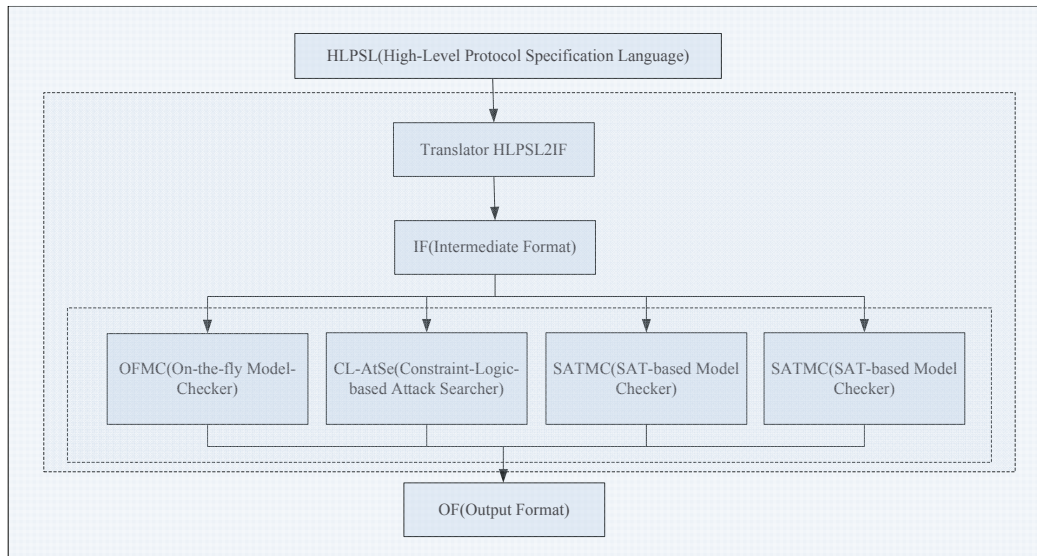 HLPSL(High-Level Protocol Specification Language)
Translator HLPSL2IF
IF(Intermediate Format)
OFMC(On-the-fly Model-
Checker)
CL-AtSe(Constraint-Logic-
based Attack Searcher)
SATMC(SAT-based Model
Checker)
SATMC(SAT-based Model
Checker)
OF(Output Format)